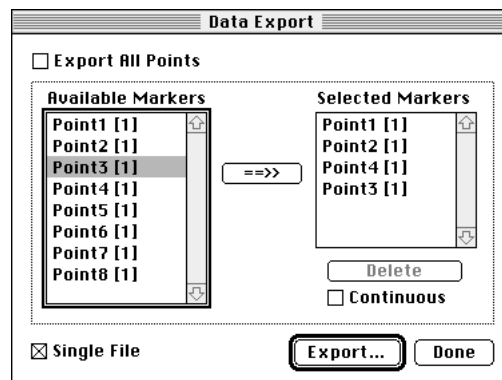 Data Export
Export All Points
Available Markers
Point1 [1]
Point2 [1]
Point3 [1]
Point4 [1]
Point5 [1]
Point6 [1]
Point7 [1]
Point8 [1]
==>>
Selected Markers
Point1 [1]
Point2 [1]
Point4 [1]
Point3 [1]
Delete
Continuous
Single File
Export...
Done